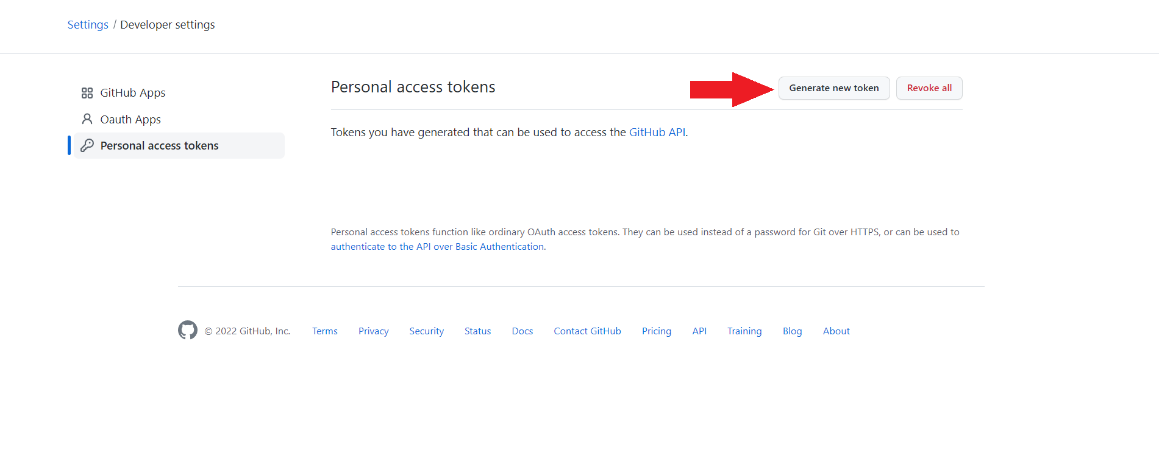 Settings / Developer settings
GitHub Apps
Oauth Apps
Personal access tokens
Personal access tokens
Generate new token
Revoke all
Tokens you have generated that can be used to access the GitHub API.
Personal access tokens function like ordinary OAuth access tokens. They can be used instead of a password for Git over HTTPS, or can be used to
authenticate to the API over Basic Authentication.
© 2022 GitHub, Inc. Terms Privacy Security Status Docs Contact GitHub Pricing API Training Blog About